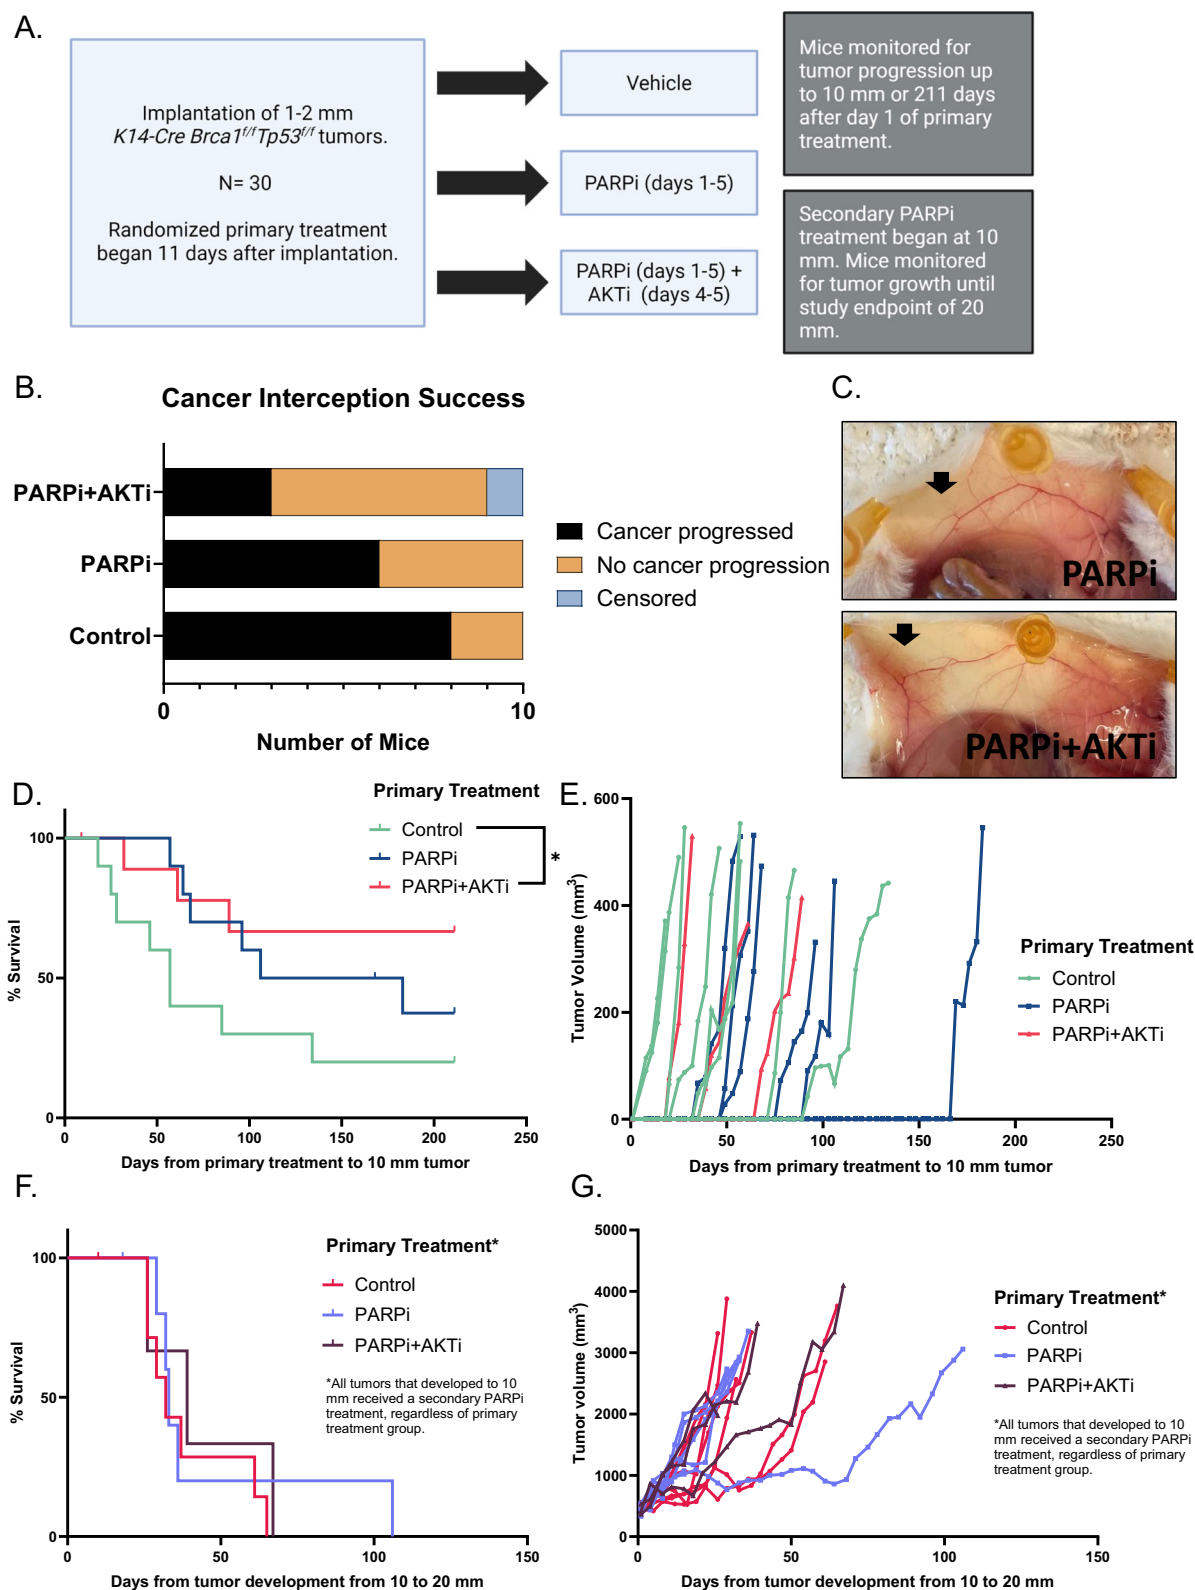 A.
Implantation of 1-2 mm
K14-Cre Brca1f/fTp53f/f tumors.
N= 30
Randomized primary treatment
began 11 days after implantation.
Vehicle
PARPi (days 1-5)
PARPi (days 1-5) +
AKTi (days 4-5)
Mice monitored for
tumor progression up
to 10 mm or 211 days
after day 1 of primary
treatment.
Secondary PARPi
treatment began at 10
mm. Mice monitored
for tumor growth until
study endpoint of 20
mm.
B.
Cancer Interception Success
PARPi+AKTi
PARPi
Control
0
10
Number of Mice
Cancer progressed
No cancer progression
Censored
C.
PARPi
PARPi+AKTi
D.
Primary Treatment
Control
PARPi
PARPi+AKTi
*
% Survival
100
50
0
0
50
100
150
200
250
Days from primary treatment to 10 mm tumor
E.
Tumor Volume (mm3)
600
400
200
0
0
50
100
150
200
250
Days from primary treatment to 10 mm tumor
Primary Treatment
Control
PARPi
PARPi+AKTi
F.
% Survival
100
50
0
0
50
100
150
Days from tumor development from 10 to 20 mm
Primary Treatment*
Control
PARPi
PARPi+AKTi
*All tumors that developed to 10
mm received a secondary PARPi
treatment, regardless of primary
treatment group.
G.
Tumor volume (mm3)
5000
4000
3000
2000
1000
0
0
50
100
150
Days from tumor development from 10 to 20 mm
Primary Treatment*
Control
PARPi
PARPi+AKTi
*All tumors that developed to 10
mm received a secondary PARPi
treatment, regardless of primary
treatment group.